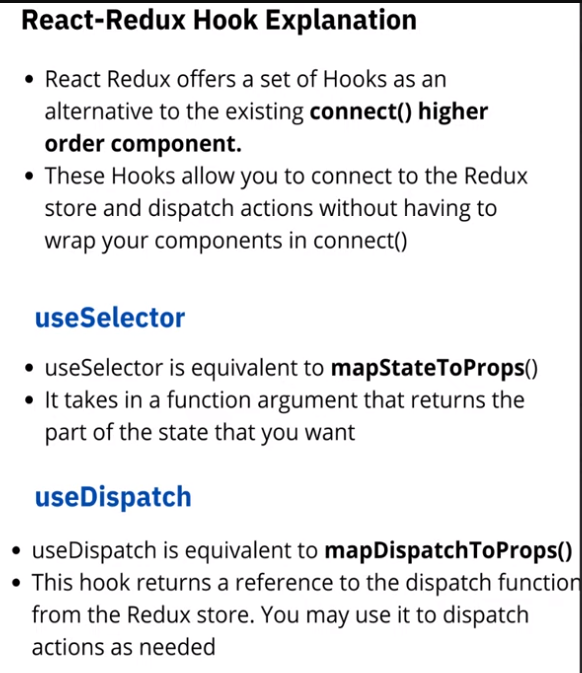 React-Redux Hook Explanation
• React Redux offers a set of Hooks as an
alternative to the existing connect() higher
order component.
• These Hooks allow you to connect to the Redux
store and dispatch actions without having to
wrap your components in connect()
useSelector
• useSelector is equivalent to mapStateToProps()
• It takes in a function argument that returns the
part of the state that you want
useDispatch
• useDispatch is equivalent to mapDispatchToProps()
• This hook returns a reference to the dispatch function
from the Redux store. You may use it to dispatch
actions as needed